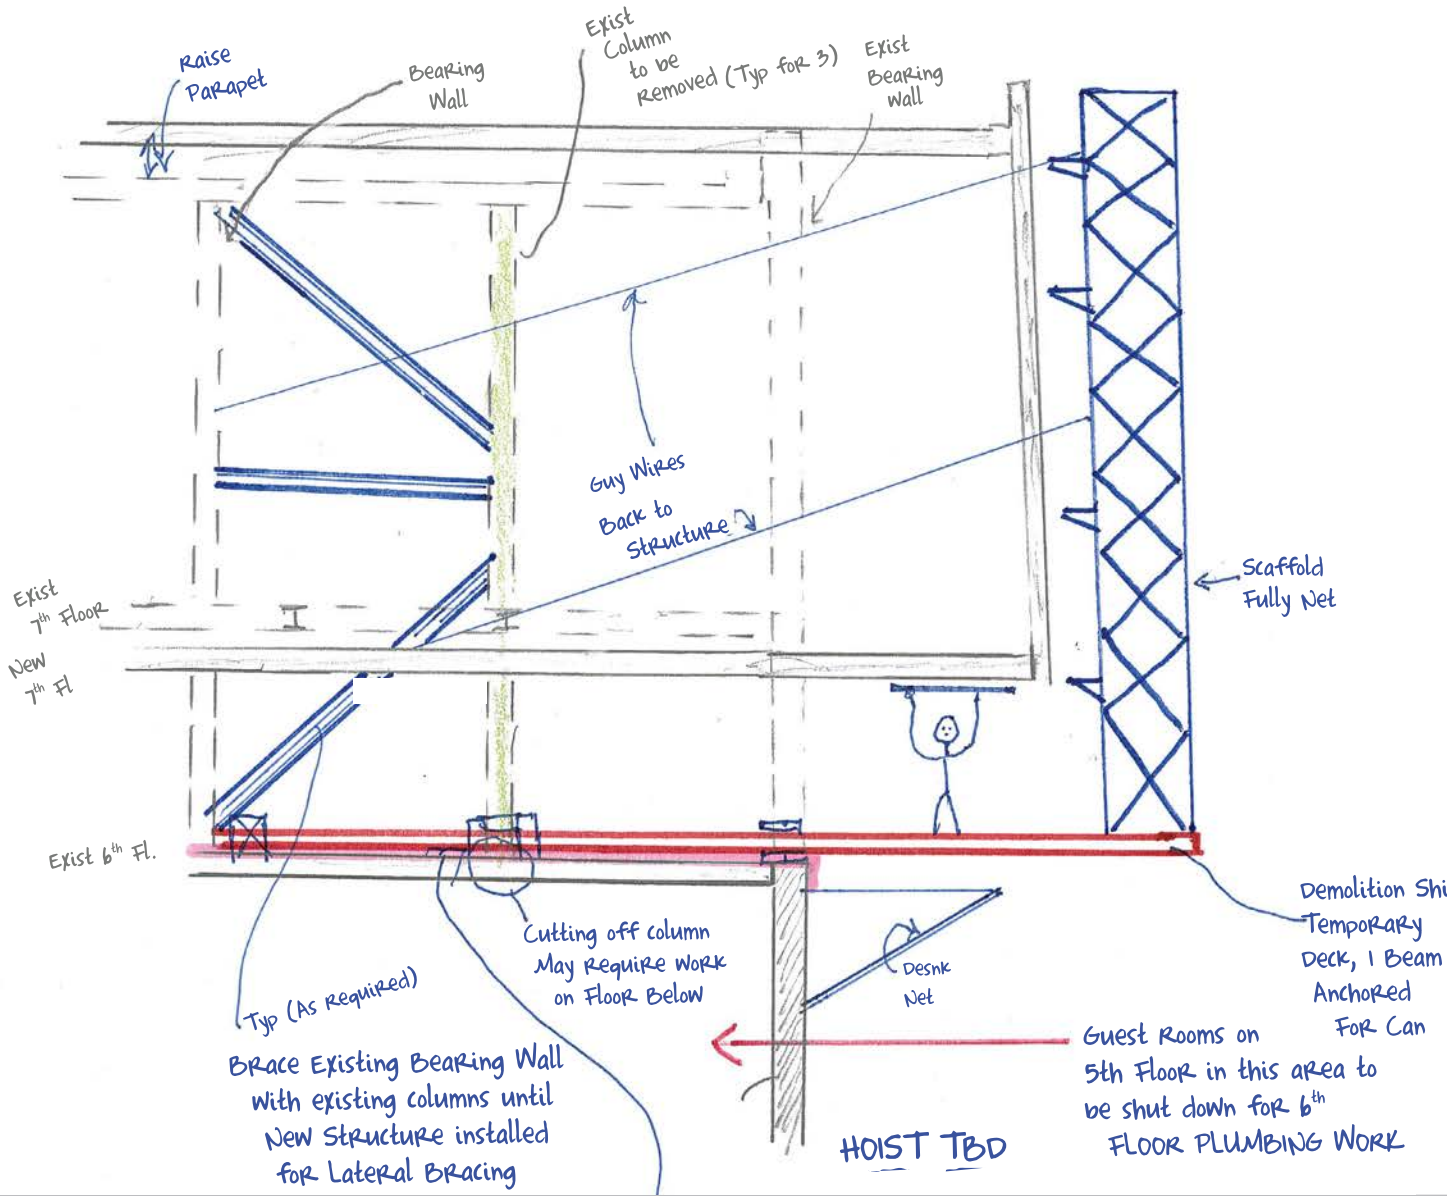 Raise
Parapet
Bearing
Wall
Exist
Column
to be
Removed (Typ for 3)
Exist
Bearing
Wall
Guy Wires
Back to
Structure
Exist
7th Floor
New
7th Fl
Scaffold
Fully Net
Exist 6th Fl.
Cutting off column
May Require Work
on Floor Below
Desnk
Net
Demolition Shi
Temporary
Deck, I Beam
Anchored
For Can
Typ (As Required)
Brace Existing Bearing Wall
with existing columns until
New Structure installed
for Lateral Bracing
Guest Rooms on
5th Floor in this area to
be shut down for 6th
FLOOR PLUMBING WORK
HOIST TBD